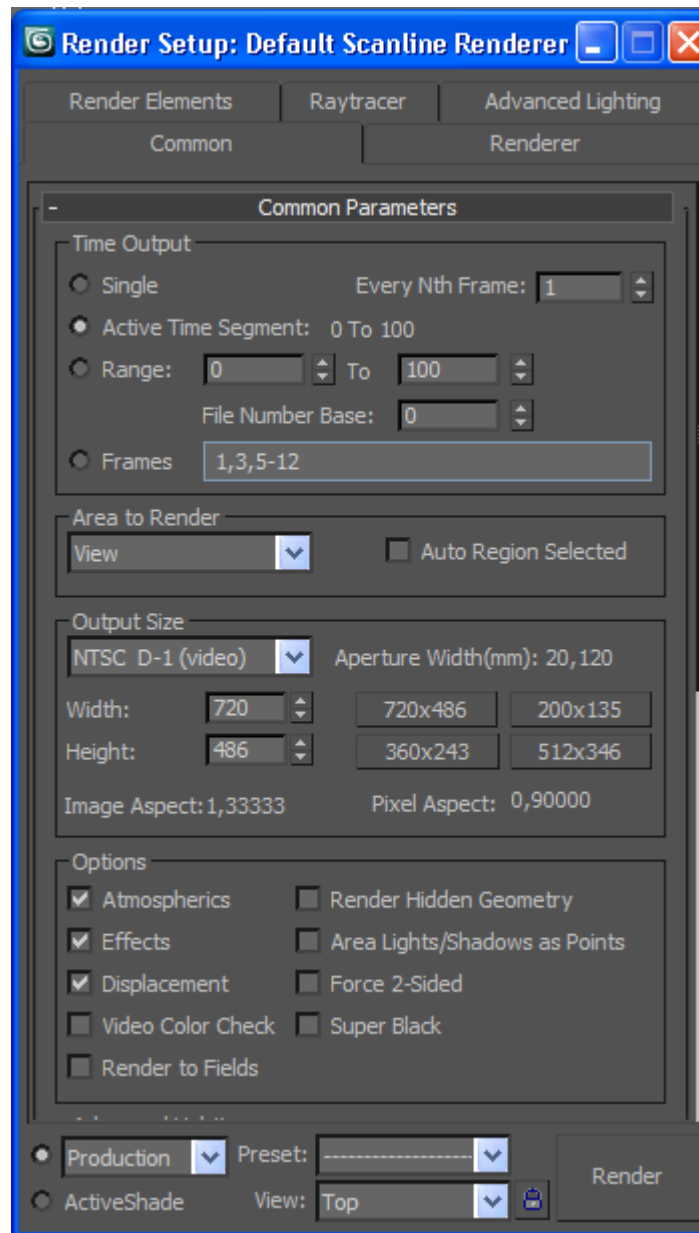 Render Setup: Default Scanline Renderer
Render Elements Raytracer Advanced Lighting
Common Renderer
- Common Parameters
Time Output
Single Every Nth Frame: 1
Active Time Segment: 0 To 100
Range: 0 To 100
File Number Base: 0
Frames 1,3,5-12
Area to Render
View Auto Region Selected
Output Size
NTSC D-1 (video) Aperture Width(mm): 20,120
Width: 720 720x486 200x135
Height: 486 360x243 512x346
Image Aspect: 1,33333 Pixel Aspect: 0,90000
Options
Atmospherics Render Hidden Geometry
Effects Area Lights/Shadows as Points
Displacement Force 2-Sided
Video Color Check Super Black
Render to Fields
Production Preset: --------------------
Render
ActiveShade View: Top